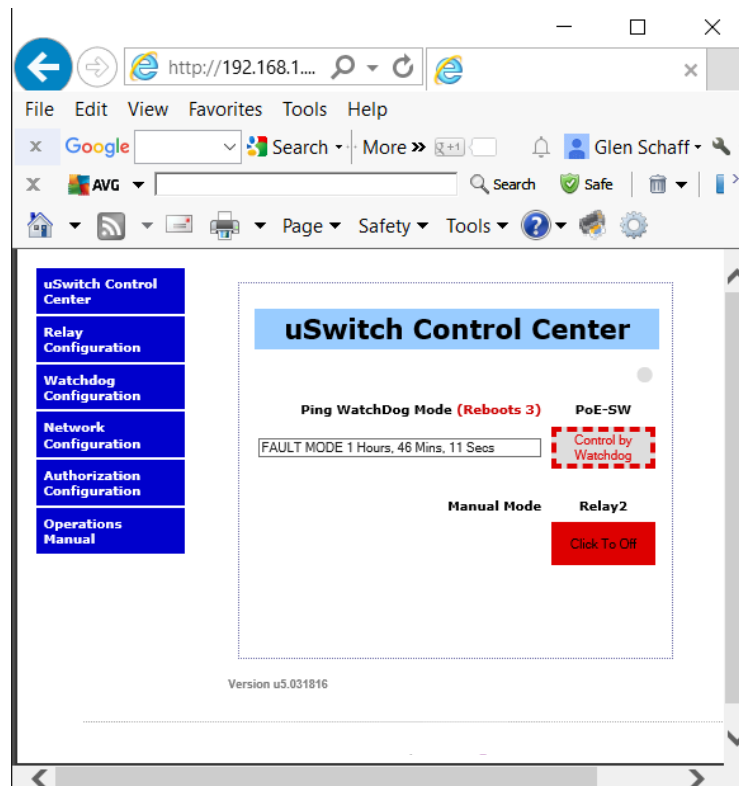 http://192.168.1....
File Edit View Favorites Tools Help
x Google Search More » g+1 Glen Schaff
X AVG Search Safe
Page Safety Tools
uSwitch Control
Center
Relay
Configuration
Watchdog
Configuration
Network
Configuration
Authorization
Configuration
Operations
Manual
uSwitch Control Center
Ping WatchDog Mode (Reboots 3) PoE-SW
FAULT MODE 1 Hours, 46 Mins, 11 Secs
Control by
Watchdog
Manual Mode Relay2
Click To Off
Version u5.031816